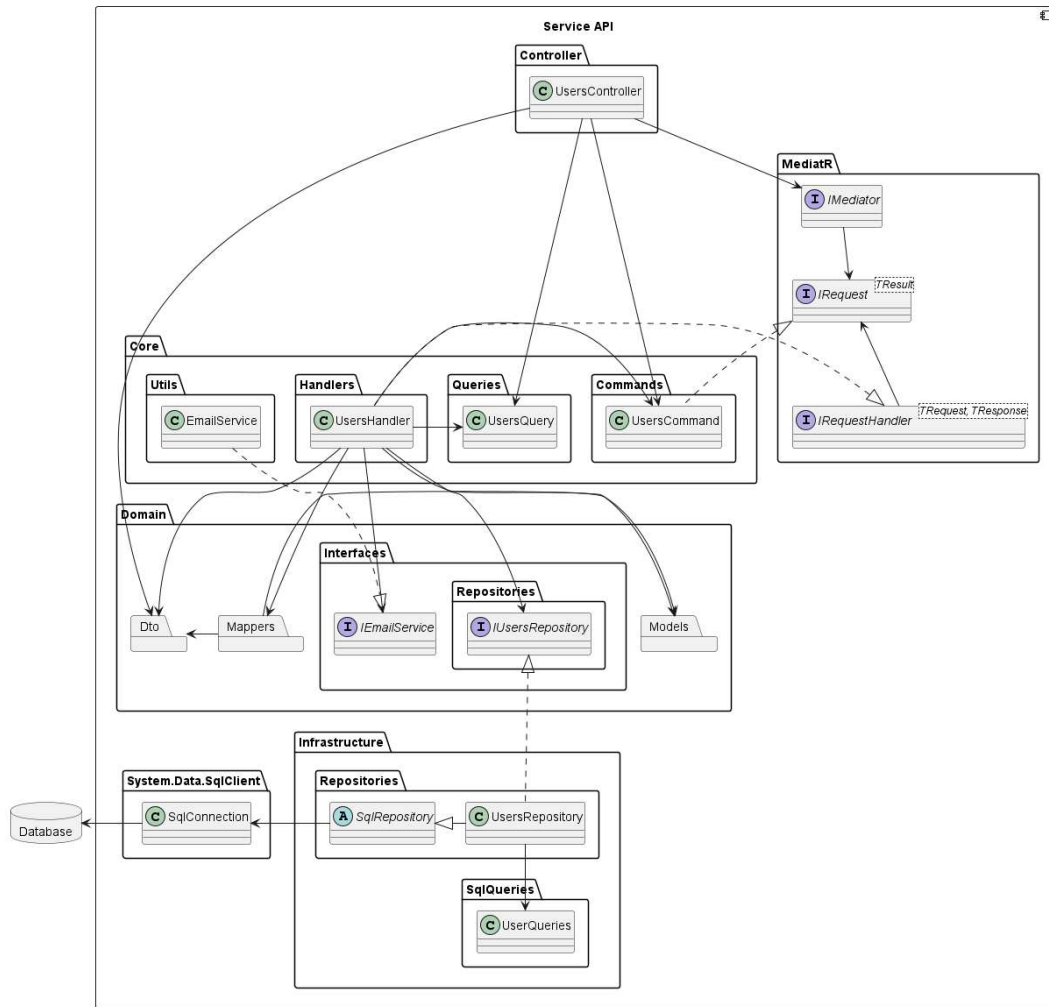 Service API
Controller
C UsersController
MediatR
I IMediator
I IRequest TResult
Core
Utils
Handlers
Queries
Commands
C EmailService
C UsersHandler
C UsersQuery
C UsersCommand
I IRequestHandler TRequest, TResponse
Domain
Interfaces
Repositories
Dto
Mappers
I IEmailService
I IUsersRepository
Models
Infrastructure
System.Data.SqlClient
Repositories
Database
C SqlConnection
A SqlRepository
C UsersRepository
SqlQueries
C UserQueries